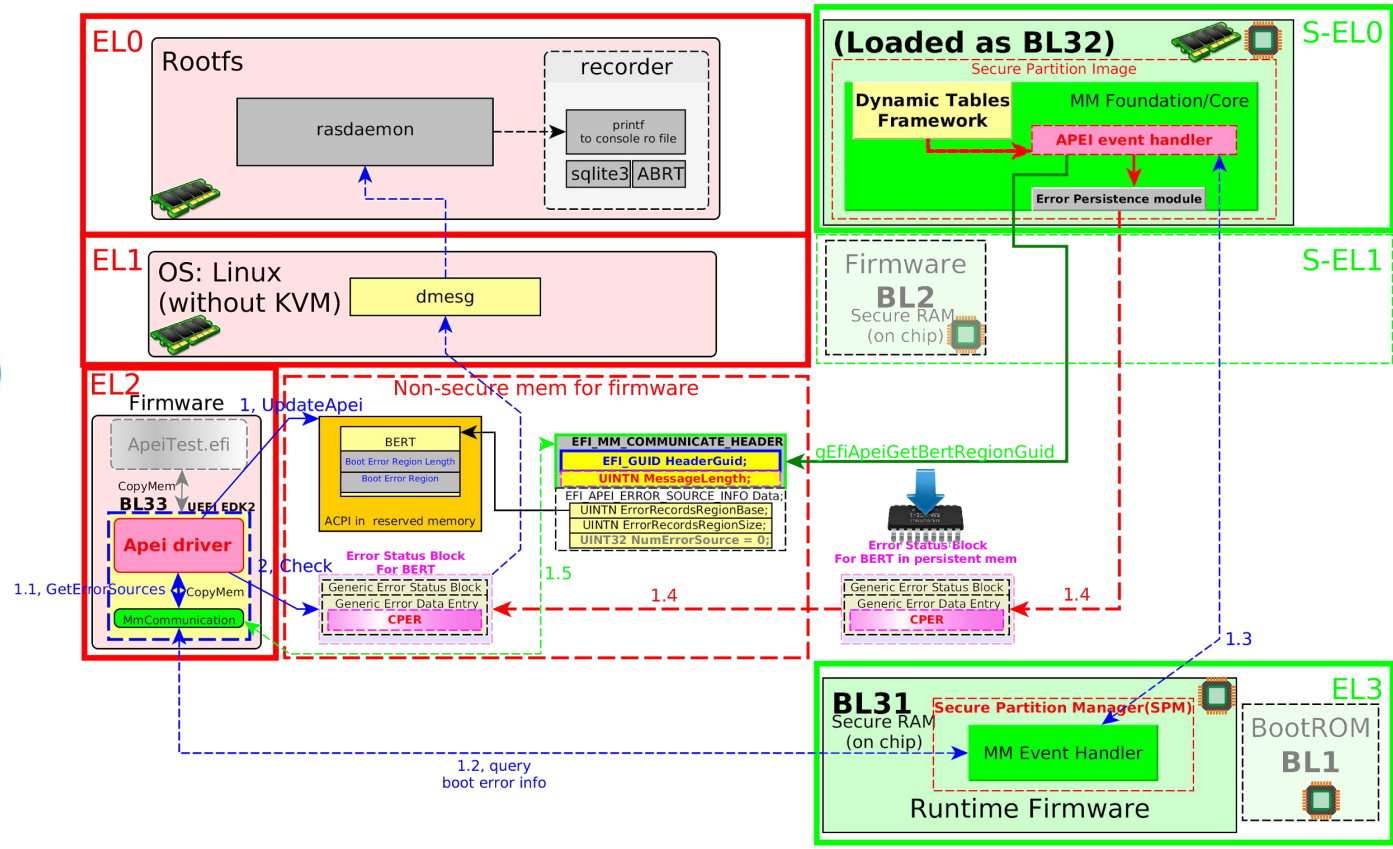 EL0
Rootfs
rasdaemon
recorder
printf
to console ro file
sqlite3
ABRT
EL1
OS: Linux
(without KVM)
dmesg
S-EL0
(Loaded as BL32)
Secure Partition Image
Dynamic Tables
Framework
MM Foundation/Core
APEI event handler
Error Persistence module
S-EL1
Firmware
BL2
Secure RAM
(on chip)
EL2
Firmware
ApeiTest.efi
CopyMem
BL33
UEFI EDK2
Apei driver
1.1, GetErrorSources
CopyMem
MmCommunication
1, UpdateApei
2, Check
Non-secure mem for firmware
BERT
Boot Error Region Length
Boot Error Region
ACPI in reserved memory
EFI_MM_COMMUNICATE_HEADER
EFI_GUID HeaderGuid;
UINTN MessageLength;
EFI_APEI_ERROR_SOURCE_INFO Data;
UINTN ErrorRecordsRegionBase;
UINTN ErrorRecordsRegionSize;
UINT32 NumErrorSource = 0;
gEfiApeiGetBertRegionGuid
Error Status Block
For BERT
Generic Error Status Block
Generic Error Data Entry
CPER
1.5
1.4
Error Status Block
For BERT in persistent mem
Generic Error Status Block
Generic Error Data Entry
CPER
1.4
1.3
1.2, query
boot error info
EL3
BL31
Secure RAM
(on chip)
Secure Partition Manager(SPM)
MM Event Handler
Runtime Firmware
BootROM
BL1